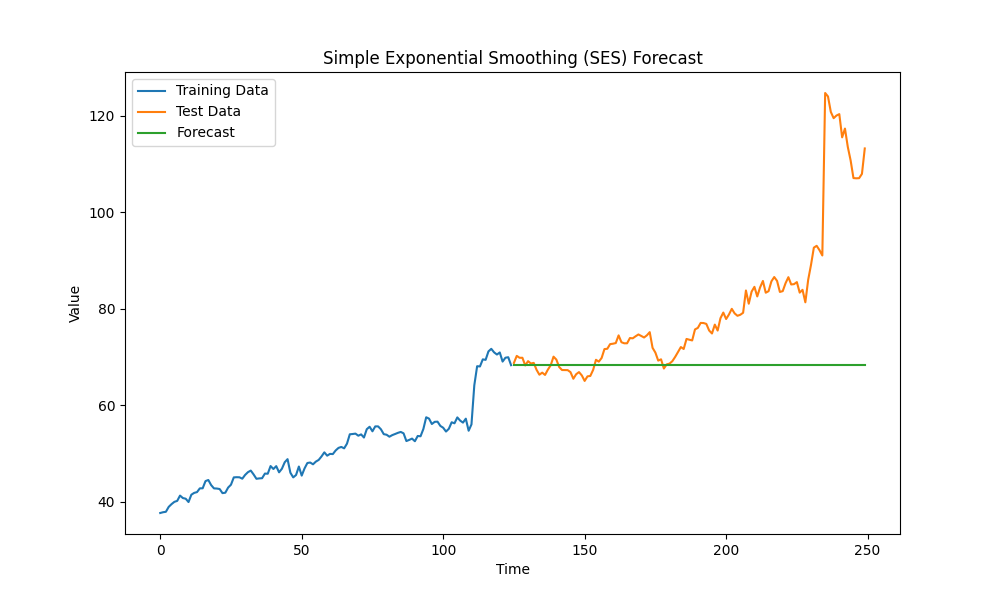 Simple Exponential Smoothing (SES) Forecast
Training Data
Test Data
Forecast
120
100
80
60
40
Value
0 50 100 150 200 250
Time